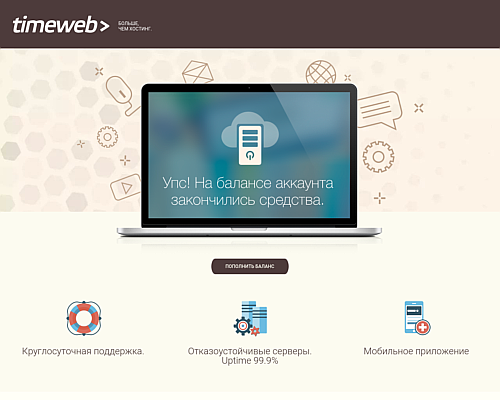 timeweb>
БОЛЬШЕ,
ЧЕМ ХОСТИНГ.
Упс! На балансе аккаунта
закончились средства.
ПОПОЛНИТЬ БАЛАНС
Круглосуточная поддержка.
Отказоустойчивые серверы.
Uptime 99.9%
Мобильное приложение